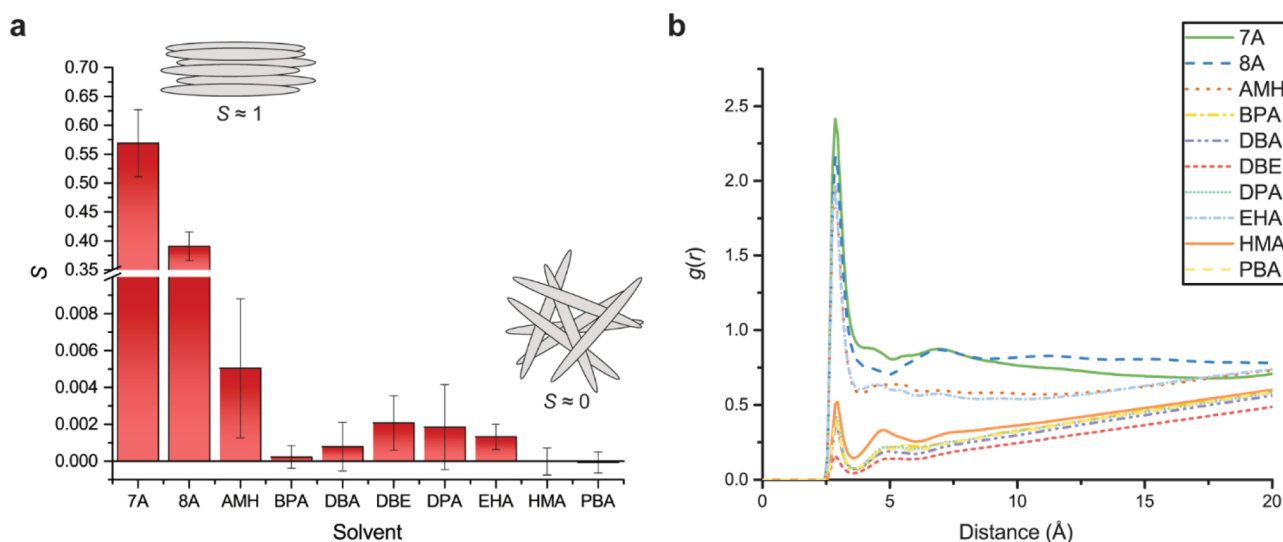 a
S ≈ 1
0.70
0.65
0.60
0.55
0.50
0.45
0.40
0.35
0.008
0.006
0.004
0.002
0.000
S
S ≈ 0
7A 8A AMH BPA DBA DBE DPA EHA HMA PBA
Solvent
b
7A
8A
AMH
BPA
DBA
DBE
DPA
EHA
HMA
PBA
2.5
2.0
1.5
1.0
0.5
0.0
g(r)
0 5 10 15 20
Distance (Å)